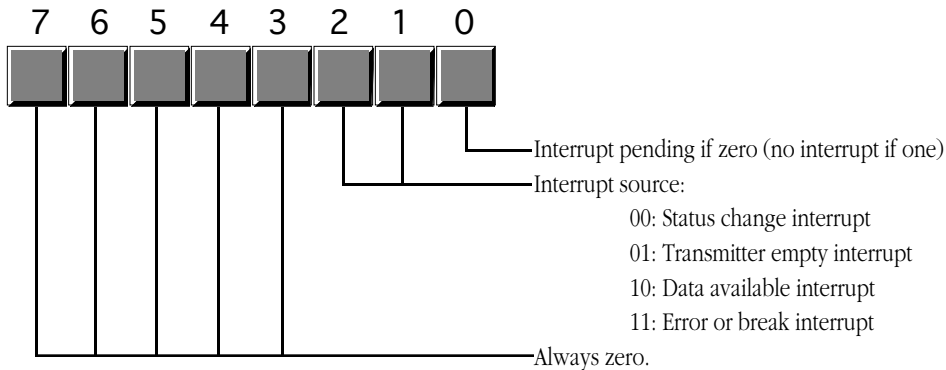 7 6 5 4 3 2 1 0
Interrupt pending if zero (no interrupt if one)
Interrupt source:
00: Status change interrupt
01: Transmitter empty interrupt
10: Data available interrupt
11: Error or break interrupt
Always zero.